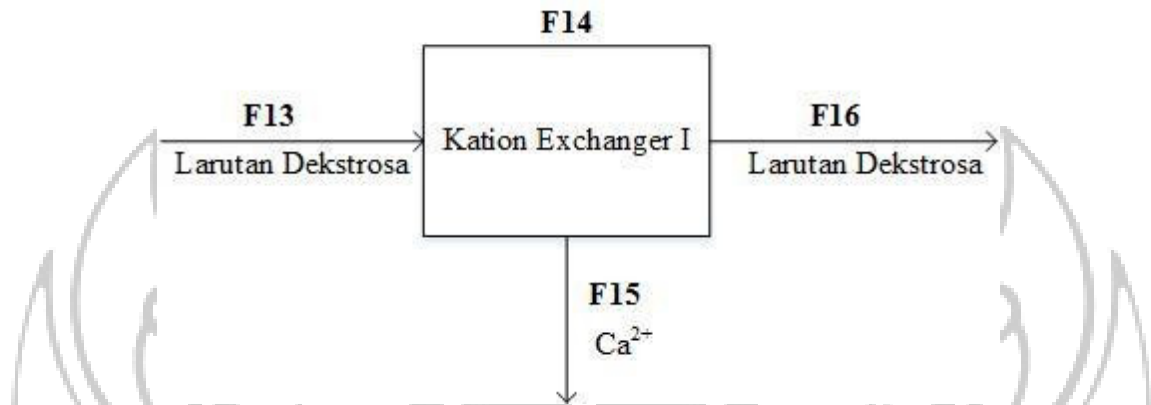 F14
F13
Kation Exchanger I
F16
Larutan Dekstrosa
Larutan Dekstrosa
F15
Ca²⁺